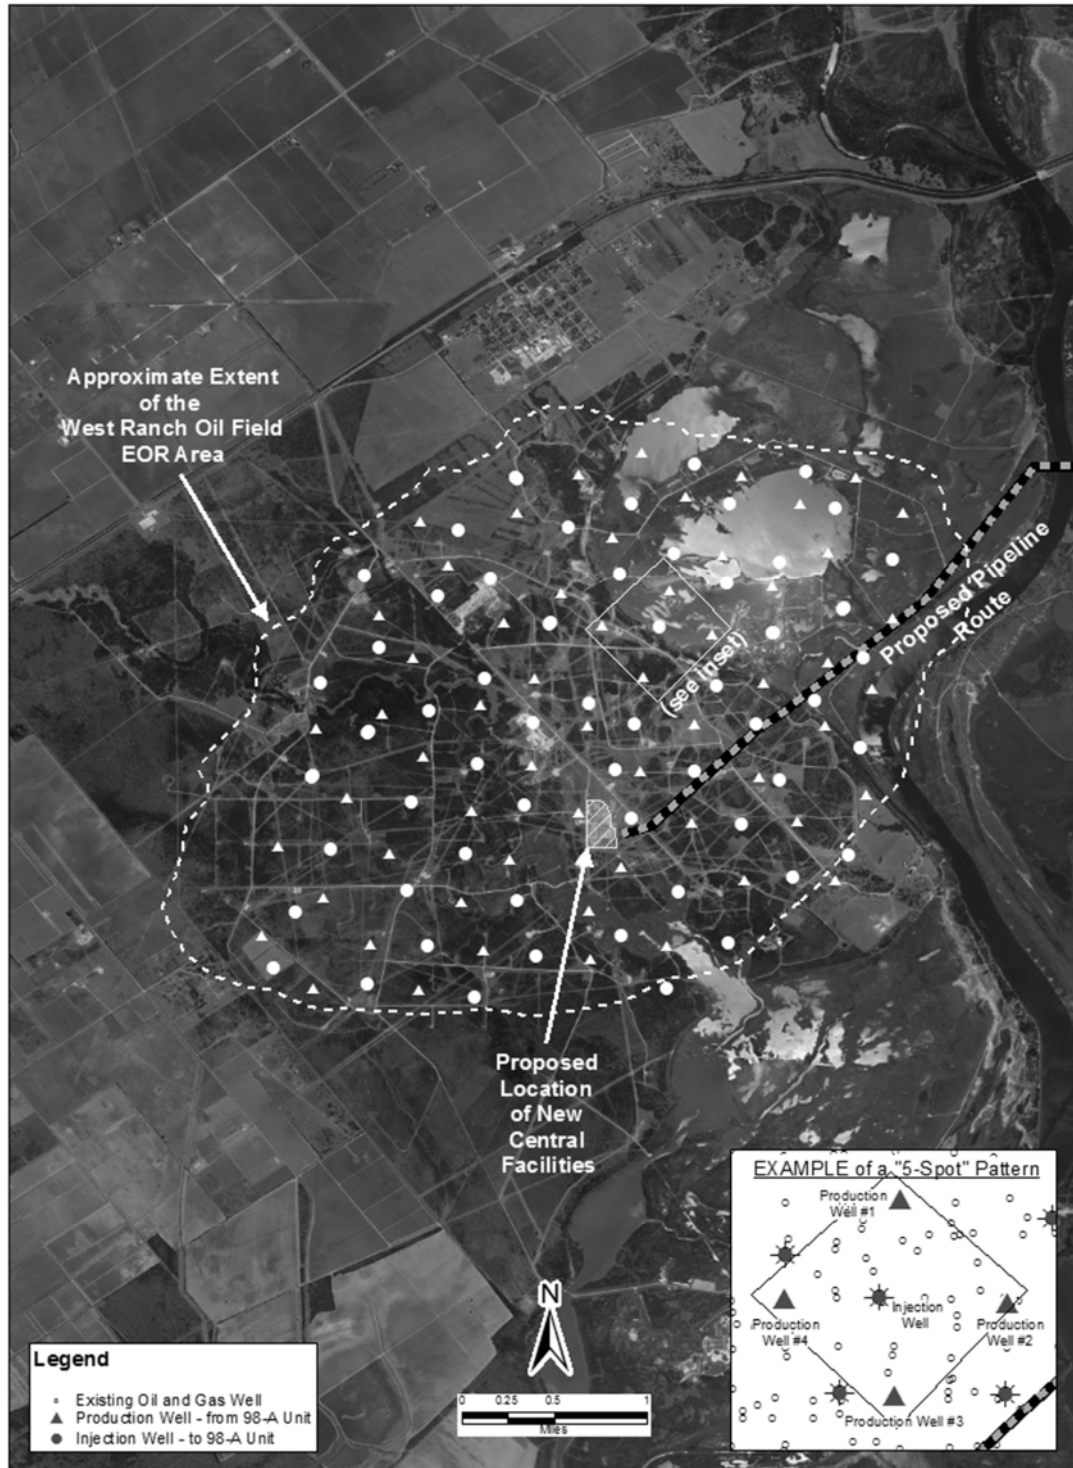 Approximate Extent
of the
West Ranch Oil Field
EOR Area
Proposed Pipeline
Route
(see inset)
Proposed
Location
of New
Central
Facilities
N
0 0.25 0.5 1
Miles
Legend
Existing Oil and Gas Well
Production Well - from 98-A Unit
Injection Well - to 98-A Unit
EXAMPLE of a "5-Spot" Pattern
Production
Well #1
Injection
Well
Production
Well #4
Production
Well #2
Production Well #3